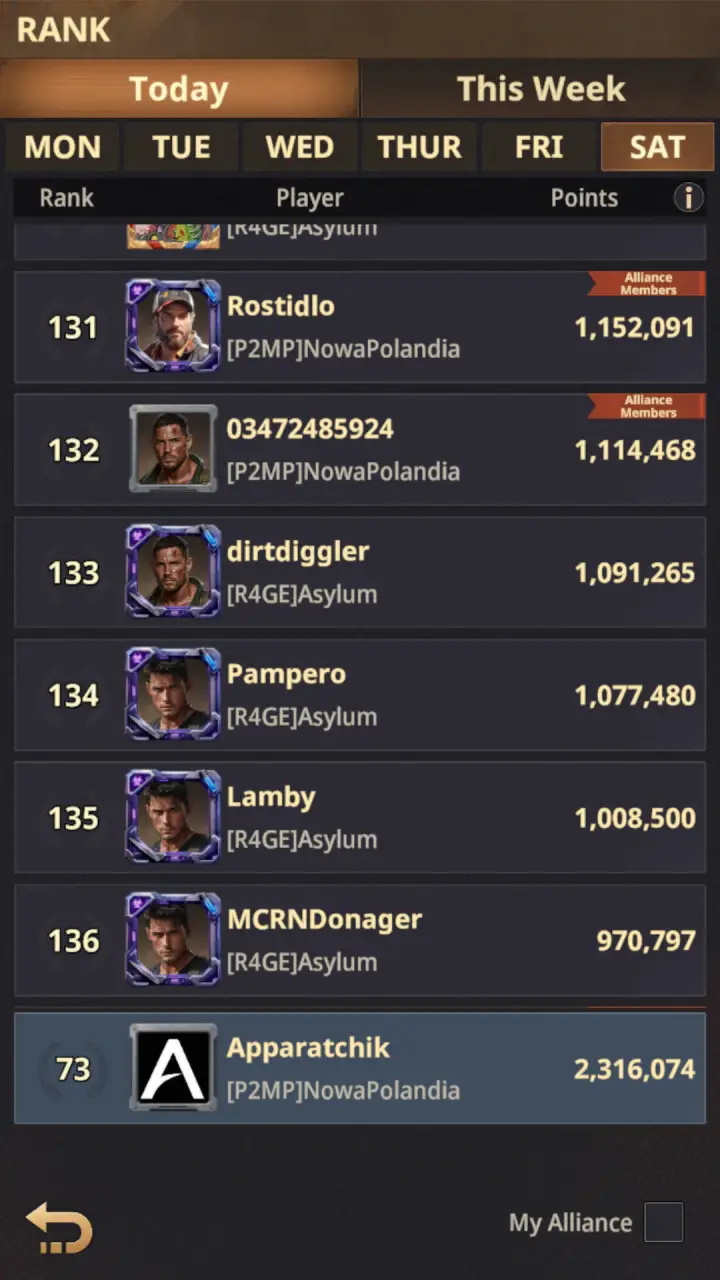 RANK
Today
This Week
MON TUE WED THUR FRI SAT
Rank Player Points i
[R4GE]Asylum
Alliance
Members
131 Rostidlo 1,152,091
[P2MP]NowaPolandia
Alliance
Members
132 03472485924 1,114,468
[P2MP]NowaPolandia
133 dirtdiggler 1,091,265
[R4GE]Asylum
134 Pampero 1,077,480
[R4GE]Asylum
135 Lamby 1,008,500
[R4GE]Asylum
136 MCRNDonager 970,797
[R4GE]Asylum
73 Apparatchik 2,316,074
[P2MP]NowaPolandia
My Alliance